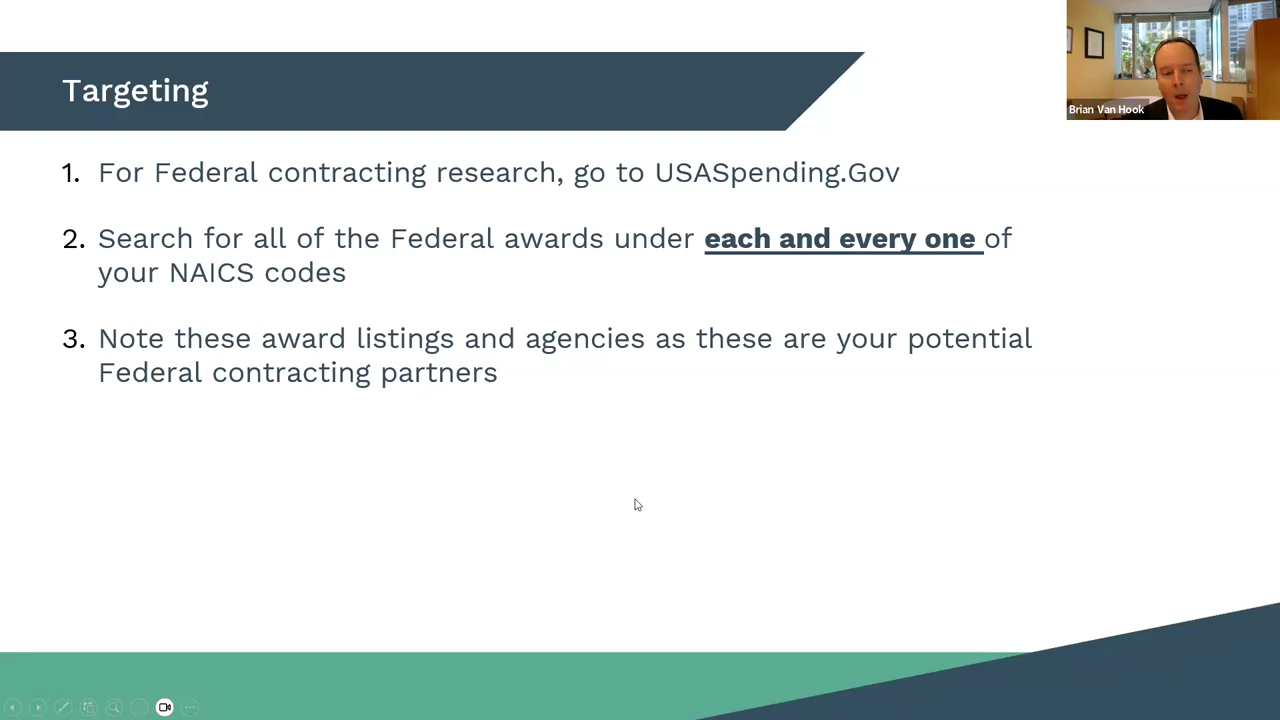 Targeting
Brian Van Hook
1. For Federal contracting research, go to USASpending.Gov
2. Search for all of the Federal awards under each and every one of
your NAICS codes
3. Note these award listings and agencies as these are your potential
Federal contracting partners